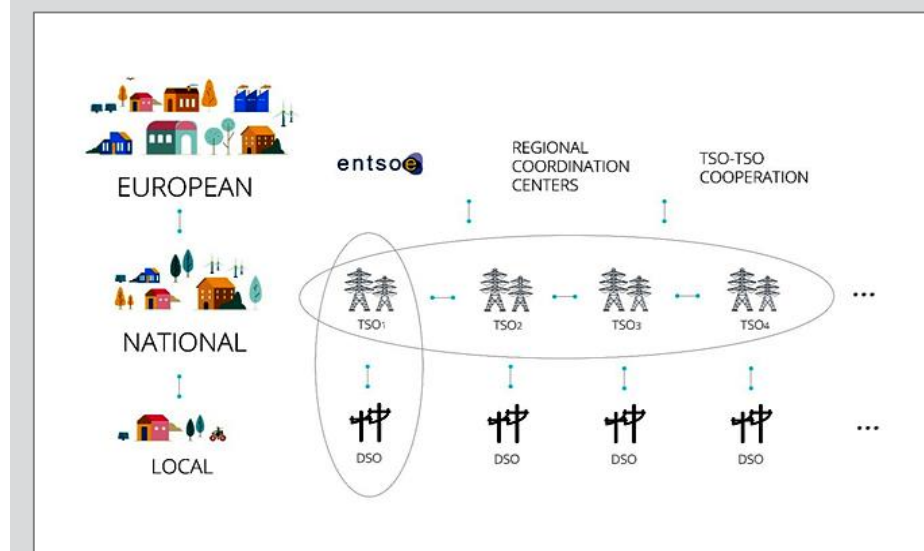 entsoe
REGIONAL
COORDINATION
CENTERS
TSO-TSO
COOPERATION
EUROPEAN
TSO1
TSO2
TSO3
TSO4
...
NATIONAL
DSO
DSO
DSO
DSO
...
LOCAL